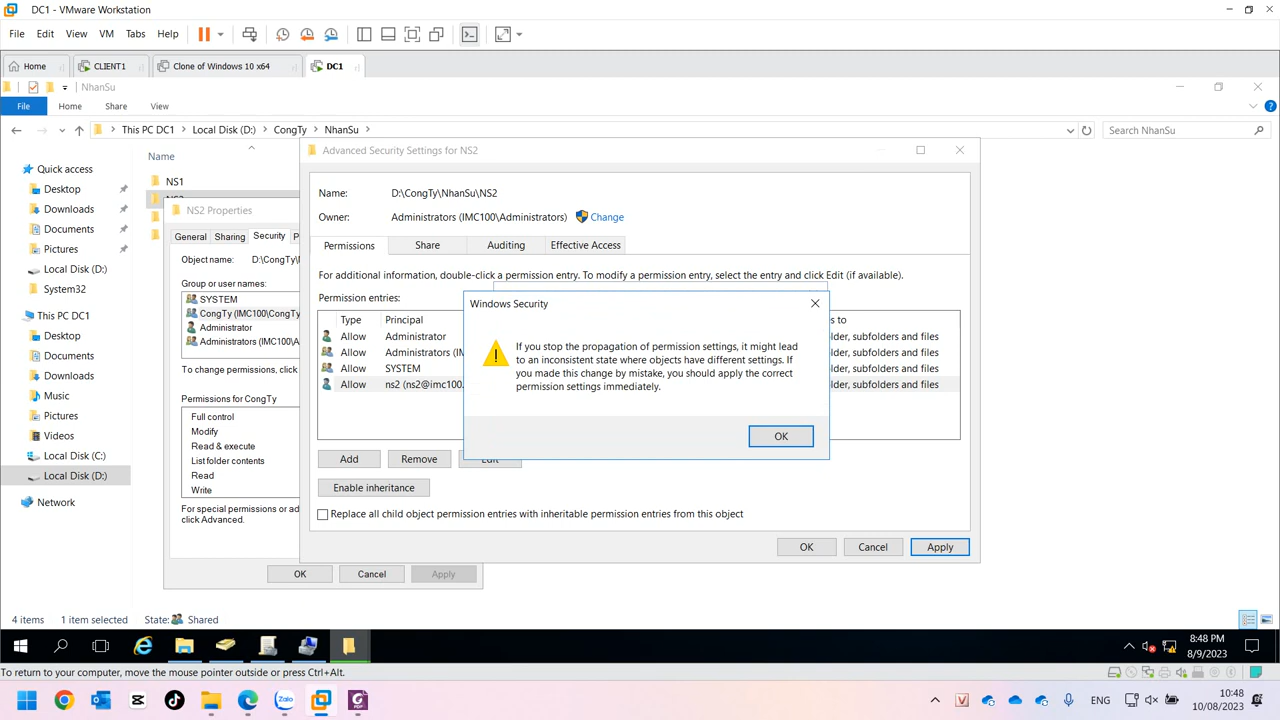 DC1 - VMware Workstation
File Edit View VM Tabs Help
Home CLIENT1 Clone of Windows 10 x64 DC1
NhanSu
File Home Share View
This PC DC1 Local Disk (D:) CongTy NhanSu Search NhanSu
Name
Quick access
Desktop
Downloads
Documents
Pictures
Local Disk (D:)
System32
This PC DC1
Desktop
Documents
Downloads
Music
Pictures
Videos
Local Disk (C:)
Local Disk (D:)
Network
NS1
NS2 Properties
General Sharing Security
Object name: D:\CongTy\
Group or user names:
SYSTEM
CongTy (IMC100\CongTy
Administrator
Administrators (IMC100\A
To change permissions, click
Permissions for CongTy
Full control
Modify
Read & execute
List folder contents
Read
Write
For special permissions or ad
click Advanced.
OK Cancel Apply
Advanced Security Settings for NS2
Name: D:\CongTy\NhanSu\NS2
Owner: Administrators (IMC100\Administrators) Change
Permissions Share Auditing Effective Access
For additional information, double-click a permission entry. To modify a permission entry, select the entry and click Edit (if available).
Permission entries:
Type Principal
Allow Administrator
Allow Administrators (IM
Allow SYSTEM
Allow ns2 (ns2@imc100.
to
lder, subfolders and files
lder, subfolders and files
lder, subfolders and files
lder, subfolders and files
Windows Security
If you stop the propagation of permission settings, it might lead
to an inconsistent state where objects have different settings. If
you made this change by mistake, you should apply the correct
permission settings immediately.
OK
Add Remove Edit
Enable inheritance
Replace all child object permission entries with inheritable permission entries from this object
OK Cancel Apply
4 items 1 item selected State: Shared
8:48 PM
8/9/2023
To return to your computer, move the mouse pointer outside or press Ctrl+Alt.
Zalo
ENG
10:48
10/08/2023